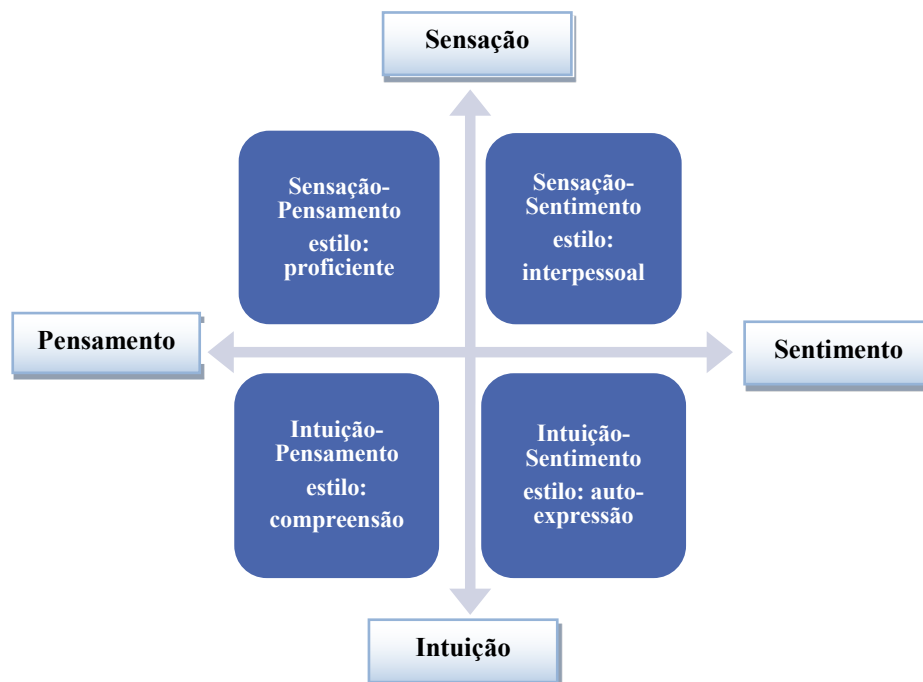 Sensação
Sensação-
Pensamento
estilo:
proficiente
Sensação-
Sentimento
estilo:
interpessoal
Pensamento
Sentimento
Intuição-
Pensamento
estilo:
compreensão
Intuição-
Sentimento
estilo: auto-
expressão
Intuição